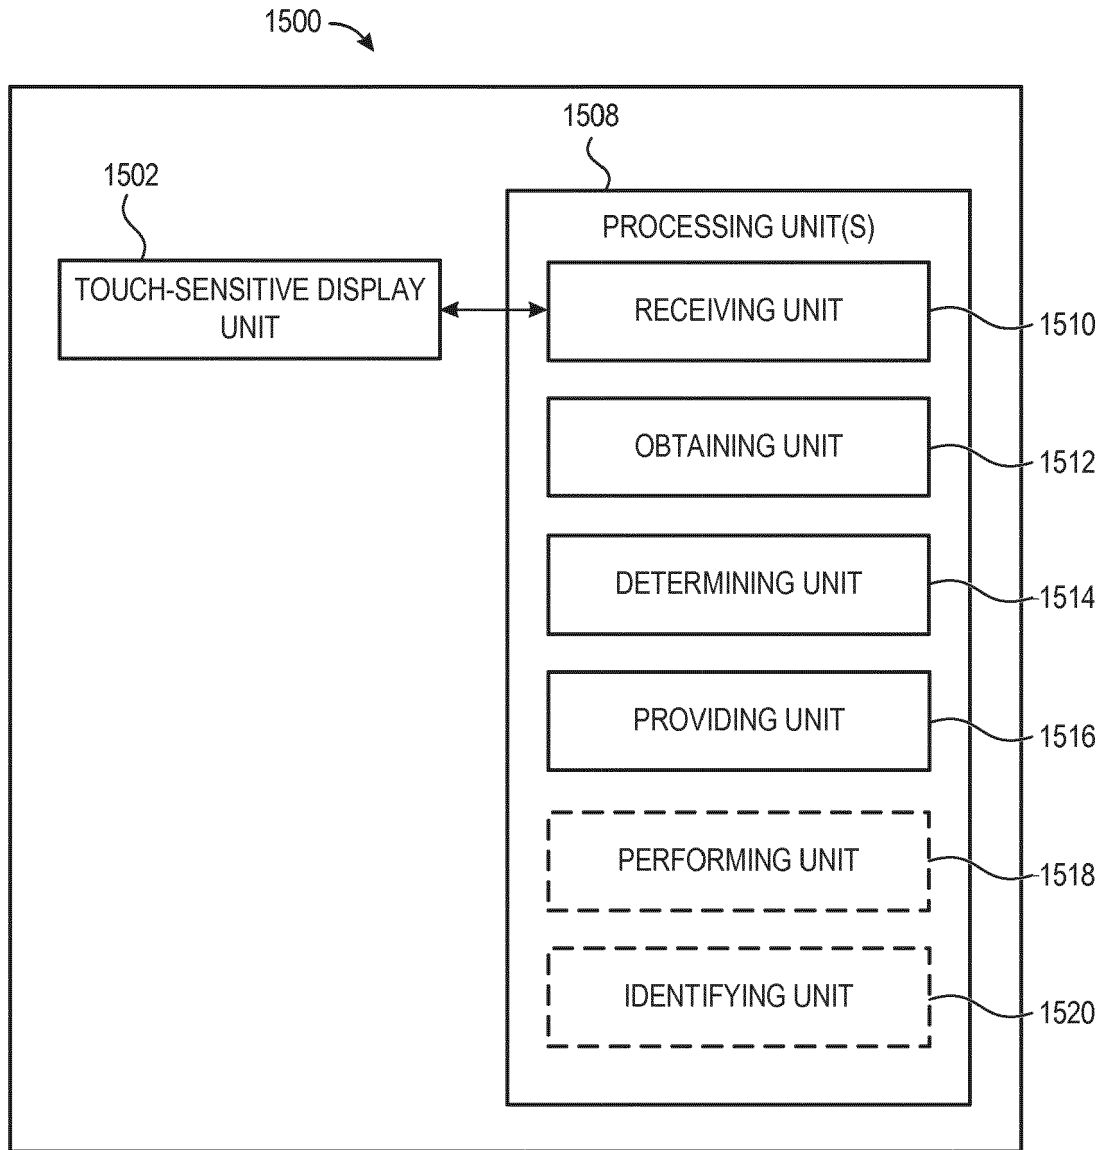 1500
1508
1502
PROCESSING UNIT(S)
TOUCH-SENSITIVE DISPLAY
UNIT
RECEIVING UNIT
1510
OBTAINING UNIT
1512
DETERMINING UNIT
1514
PROVIDING UNIT
1516
PERFORMING UNIT
1518
IDENTIFYING UNIT
1520